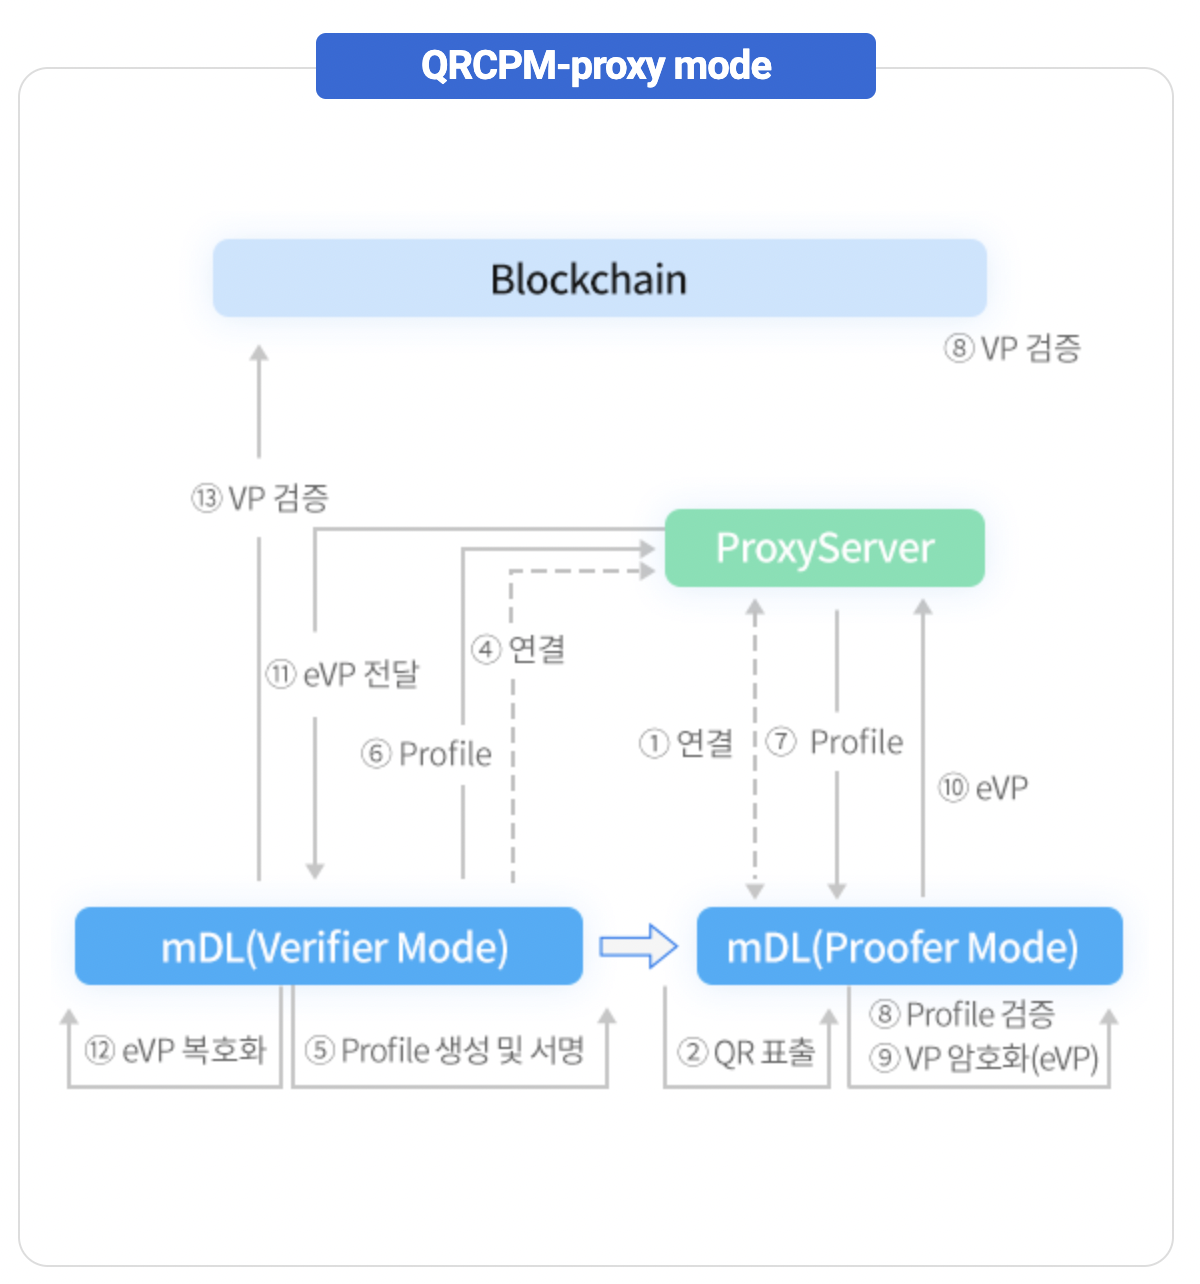 QRCPM-proxy mode
Blockchain
⑧ VP 검증
⑬ VP 검증
ProxyServer
④ 연결
⑪ eVP 전달
⑥ Profile
① 연결
⑦ Profile
⑩ eVP
mDL(Verifier Mode)
mDL(Proofer Mode)
⑫ eVP 복호화
⑤ Profile 생성 및 서명
② QR 표출
⑧ Profile 검증
⑨ VP 암호화(eVP)